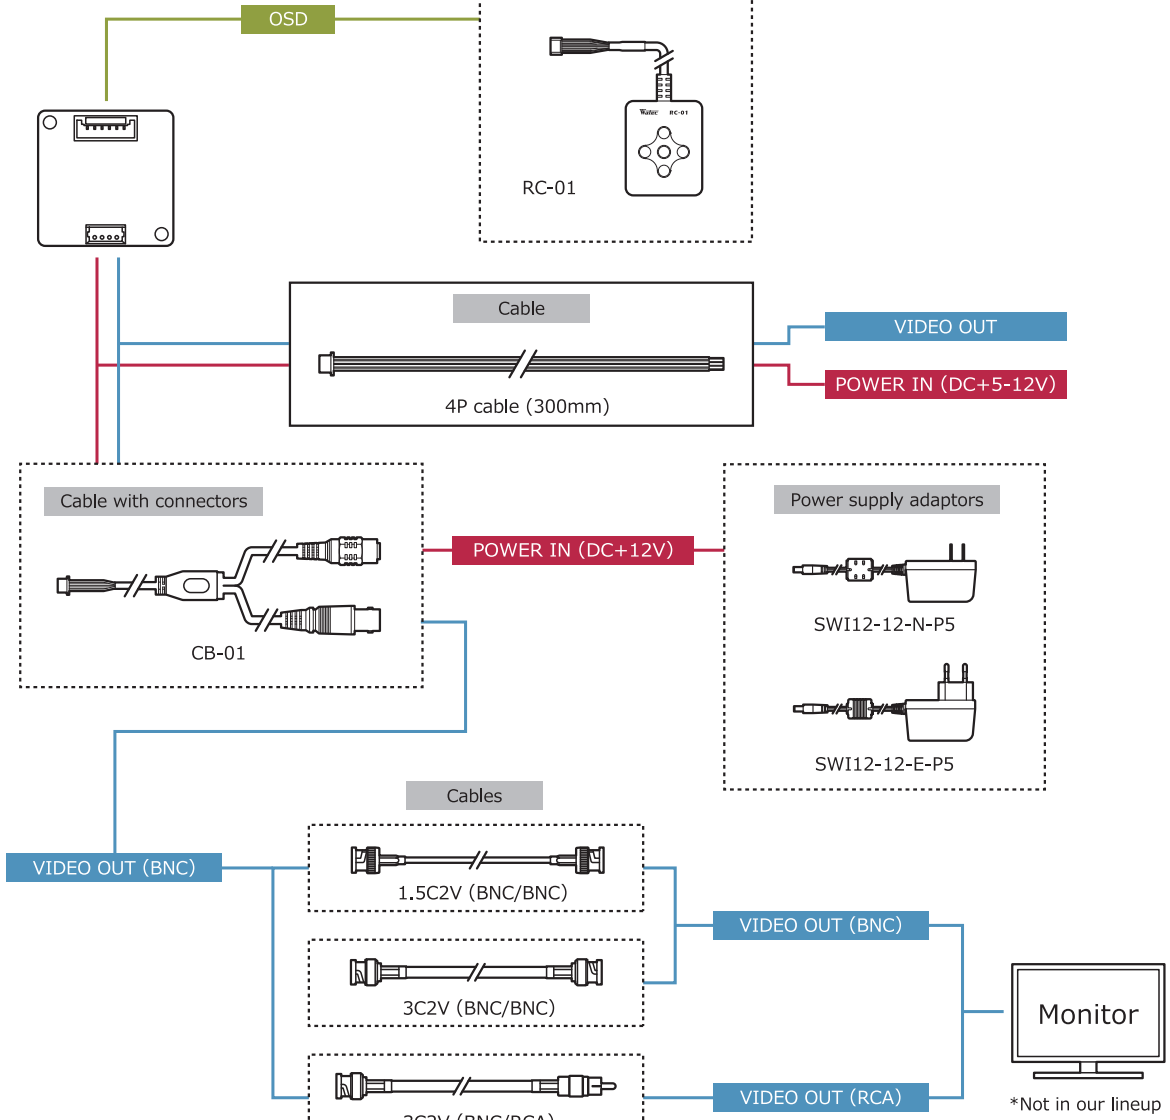 OSD
Watec RC-01
RC-01
Cable
4P cable (300mm)
VIDEO OUT
POWER IN (DC+5-12V)
Cable with connectors
CB-01
POWER IN (DC+12V)
Power supply adaptors
SWI12-12-N-P5
SWI12-12-E-P5
Cables
VIDEO OUT (BNC)
1.5C2V (BNC/BNC)
3C2V (BNC/BNC)
3C2V (BNC/RCA)
VIDEO OUT (BNC)
VIDEO OUT (RCA)
Monitor
*Not in our lineup